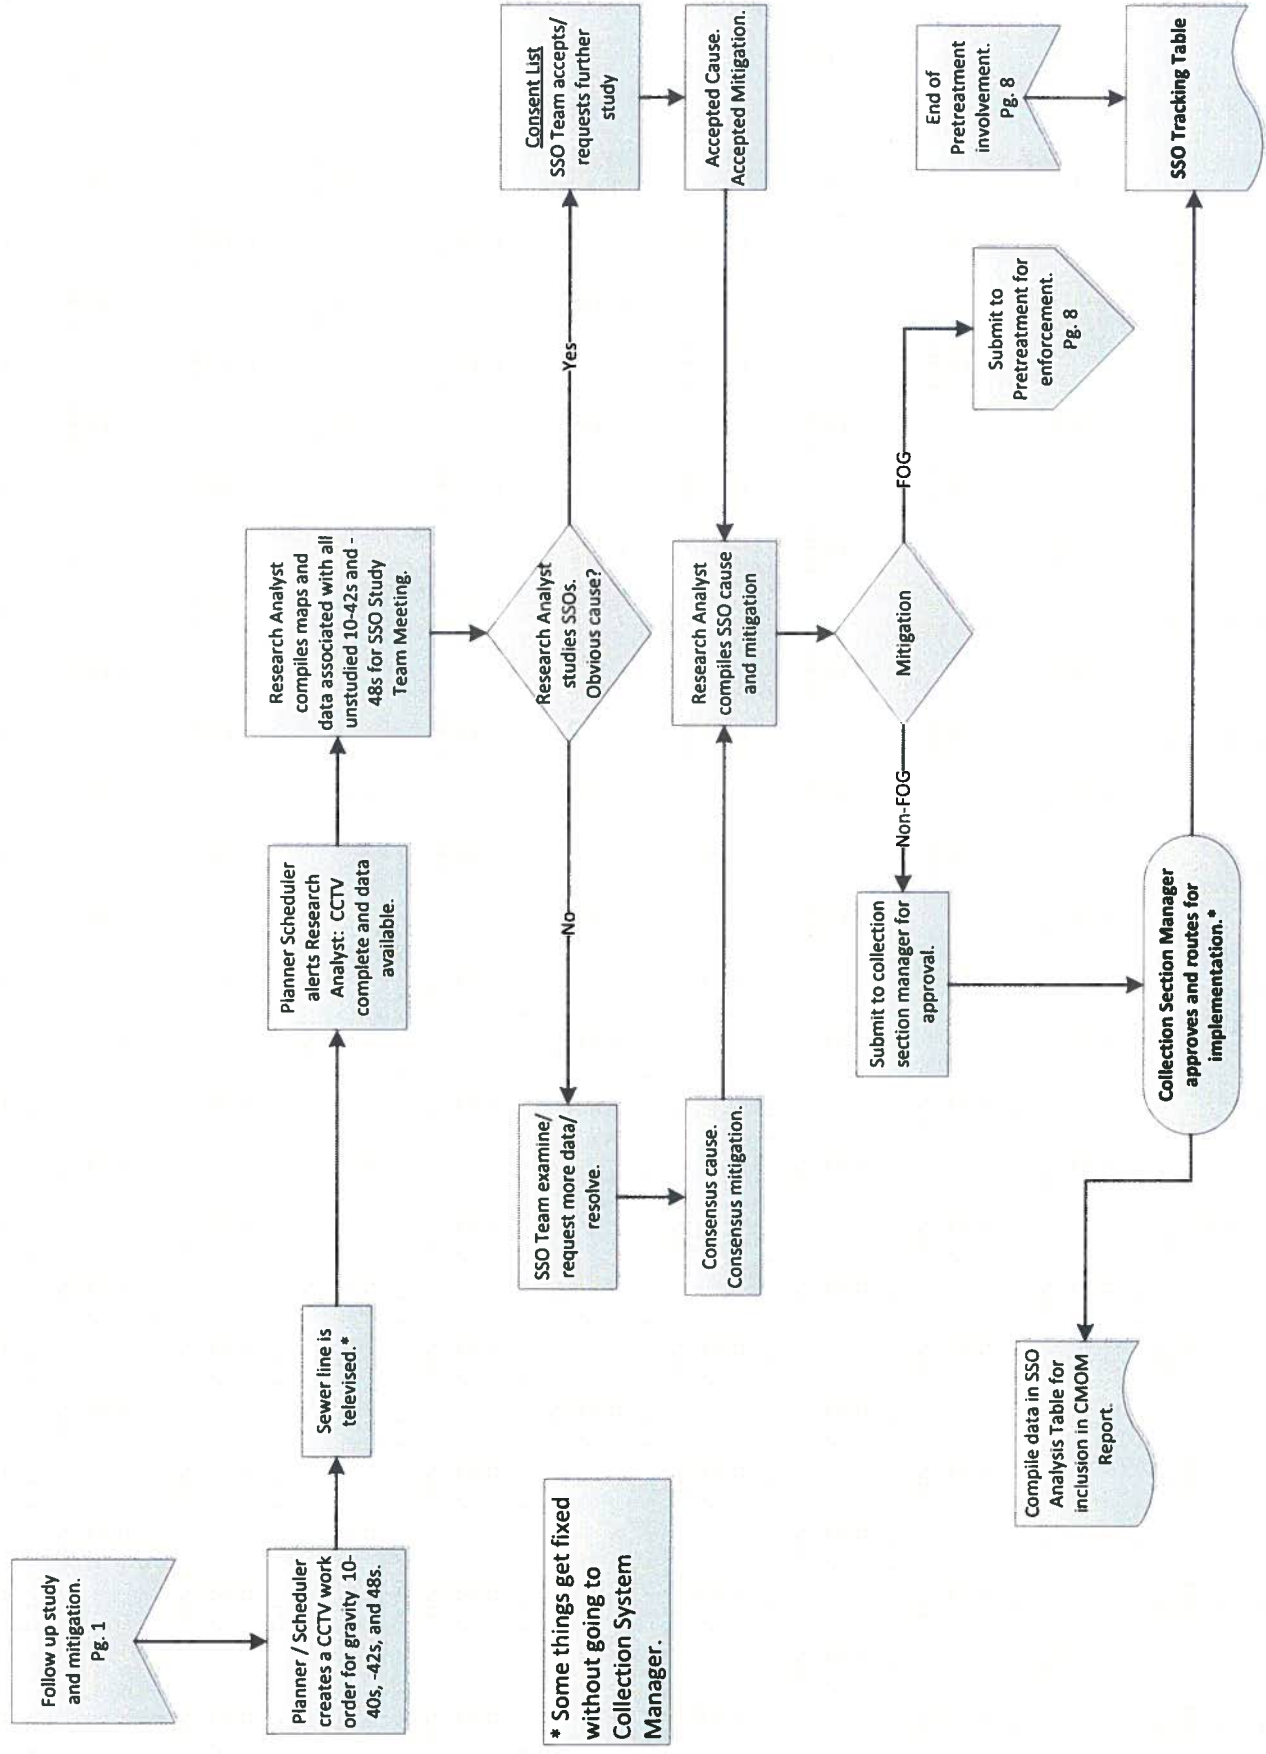 Follow up study
and mitigation.
Pg. 1
Planner / Scheduler
creates a CCTV work
order for gravity 10-
40s, -42s, and 48s.
Sewer line is
televised.*
Planner Scheduler
alerts Research
Analyst: CCTV
complete and data
available.
Research Analyst
compiles maps and
data associated with all
unstudied 10-42s and -
48s for SSO Study
Team Meeting.
Research Analyst
studies SSOs.
Obvious cause?
Yes
No
Consent List
SSO Team accepts/
requests further
study
Accepted Cause.
Accepted Mitigation.
SSO Team examine/
request more data/
resolve.
Consensus cause.
Consensus mitigation.
Research Analyst
compiles SSO cause
and mitigation
Mitigation
FOG
Non-FOG
Submit to
Pretreatment for
enforcement.
Pg. 8
Submit to collection
section manager for
approval.
Collection Section Manager
approves and routes for
implementation.*
End of
Pretreatment
involvement.
Pg. 8
SSO Tracking Table
Compile data in SSO
Analysis Table for
inclusion in CMOM
Report.
* Some things get fixed
without going to
Collection System
Manager.